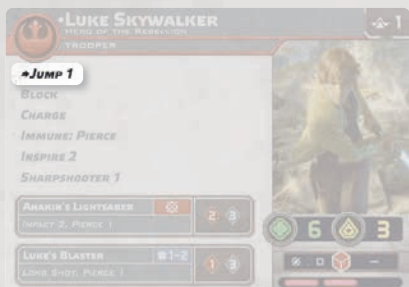 •LUKE SKYWALKER
HERO OF THE REBELLION
1
TROOPER
JUMP 1
BLOCK
CHARGE
IMMUNE: PIERCE
INSPIRE 2
SHARPSHOOTER 1
ANAKIN'S LIGHTSABER
2 3
IMPACT 2, PIERCE 1
6 3
LUKE'S BLASTER 1-2
1 3
LONG SHOT, PIERCE 1